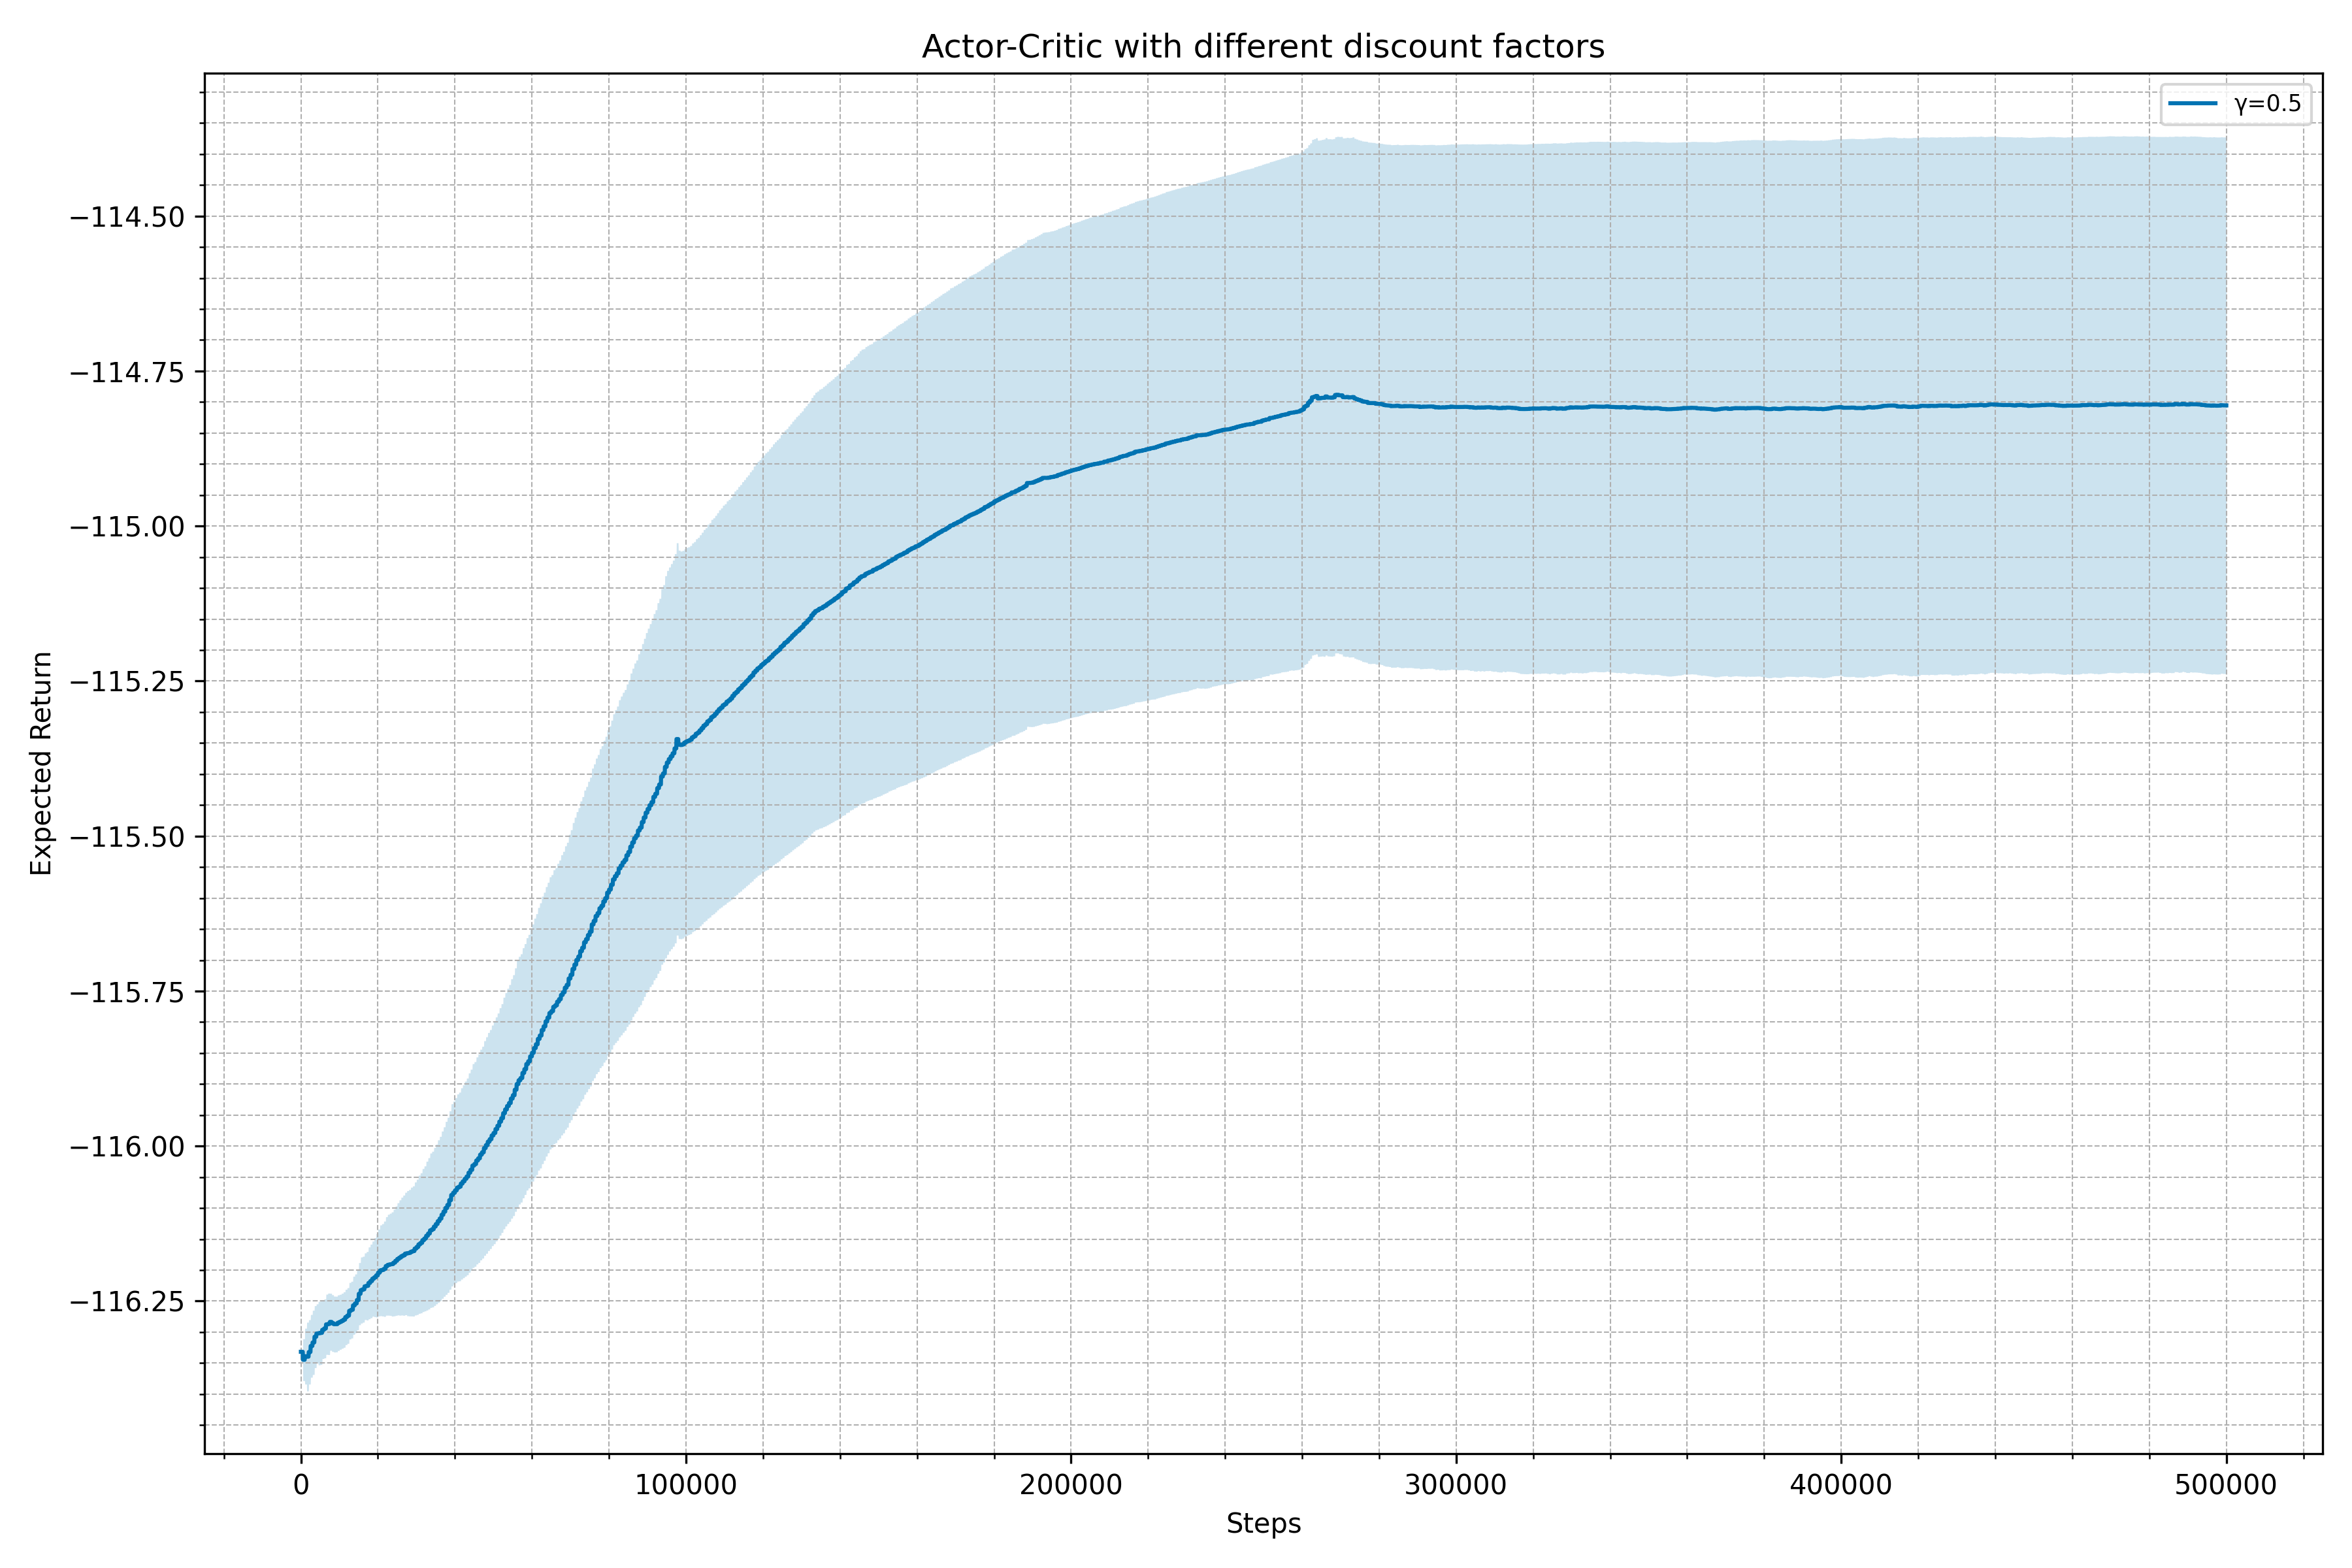 Actor-Critic with different discount factors
γ=0.5
Expected Return
−114.50
−114.75
−115.00
−115.25
−115.50
−115.75
−116.00
−116.25
0 100000 200000 300000 400000 500000
Steps